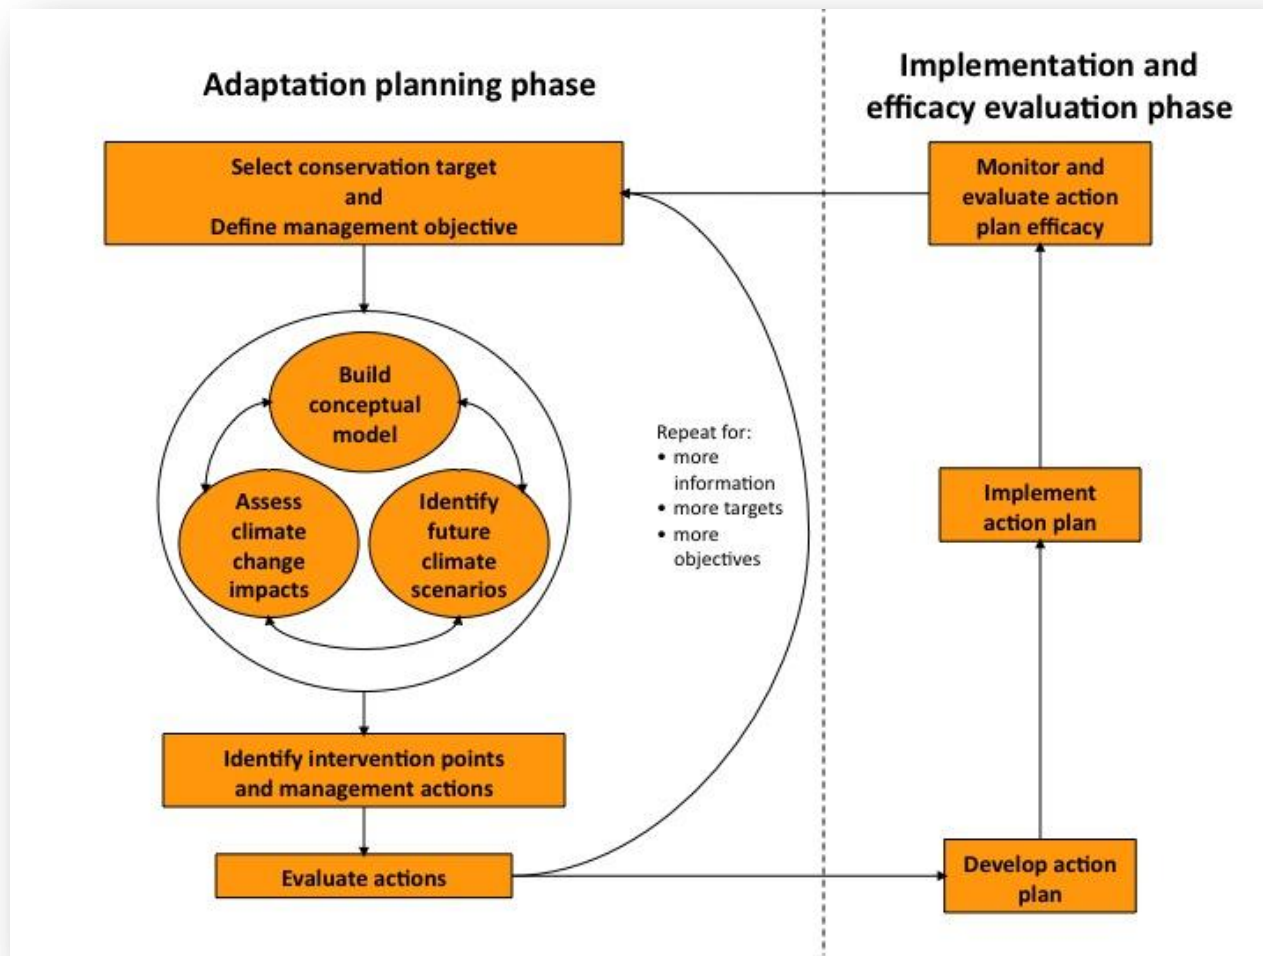 Adaptation planning phase
Implementation and
efficacy evaluation phase
Select conservation target
and
Define management objective
Monitor and
evaluate action
plan efficacy
Build
conceptual
model
Repeat for:
• more
information
• more targets
• more
objectives
Assess
climate
change
impacts
Identify
future
climate
scenarios
Implement
action plan
Identify intervention points
and management actions
Evaluate actions
Develop action
plan